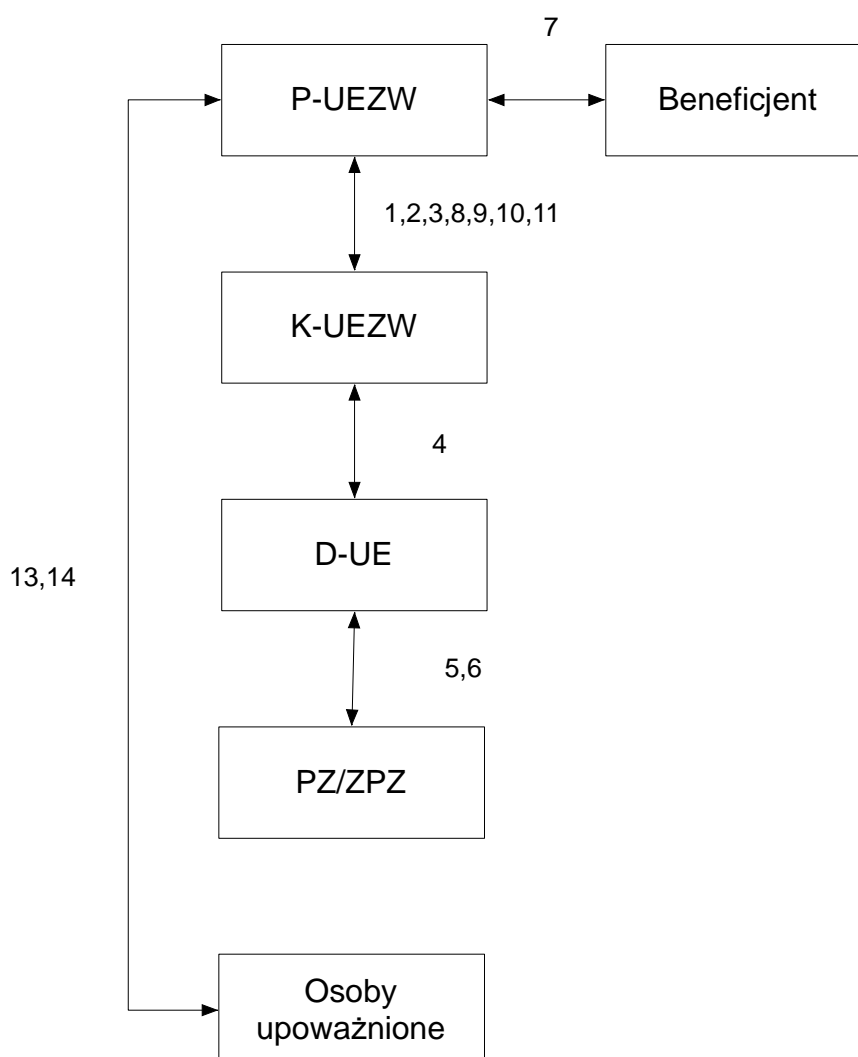 7
P-UEZW
Beneficjent
1,2,3,8,9,10,11
K-UEZW
4
D-UE
13,14
5,6
PZ/ZPZ
Osoby
upoważnione